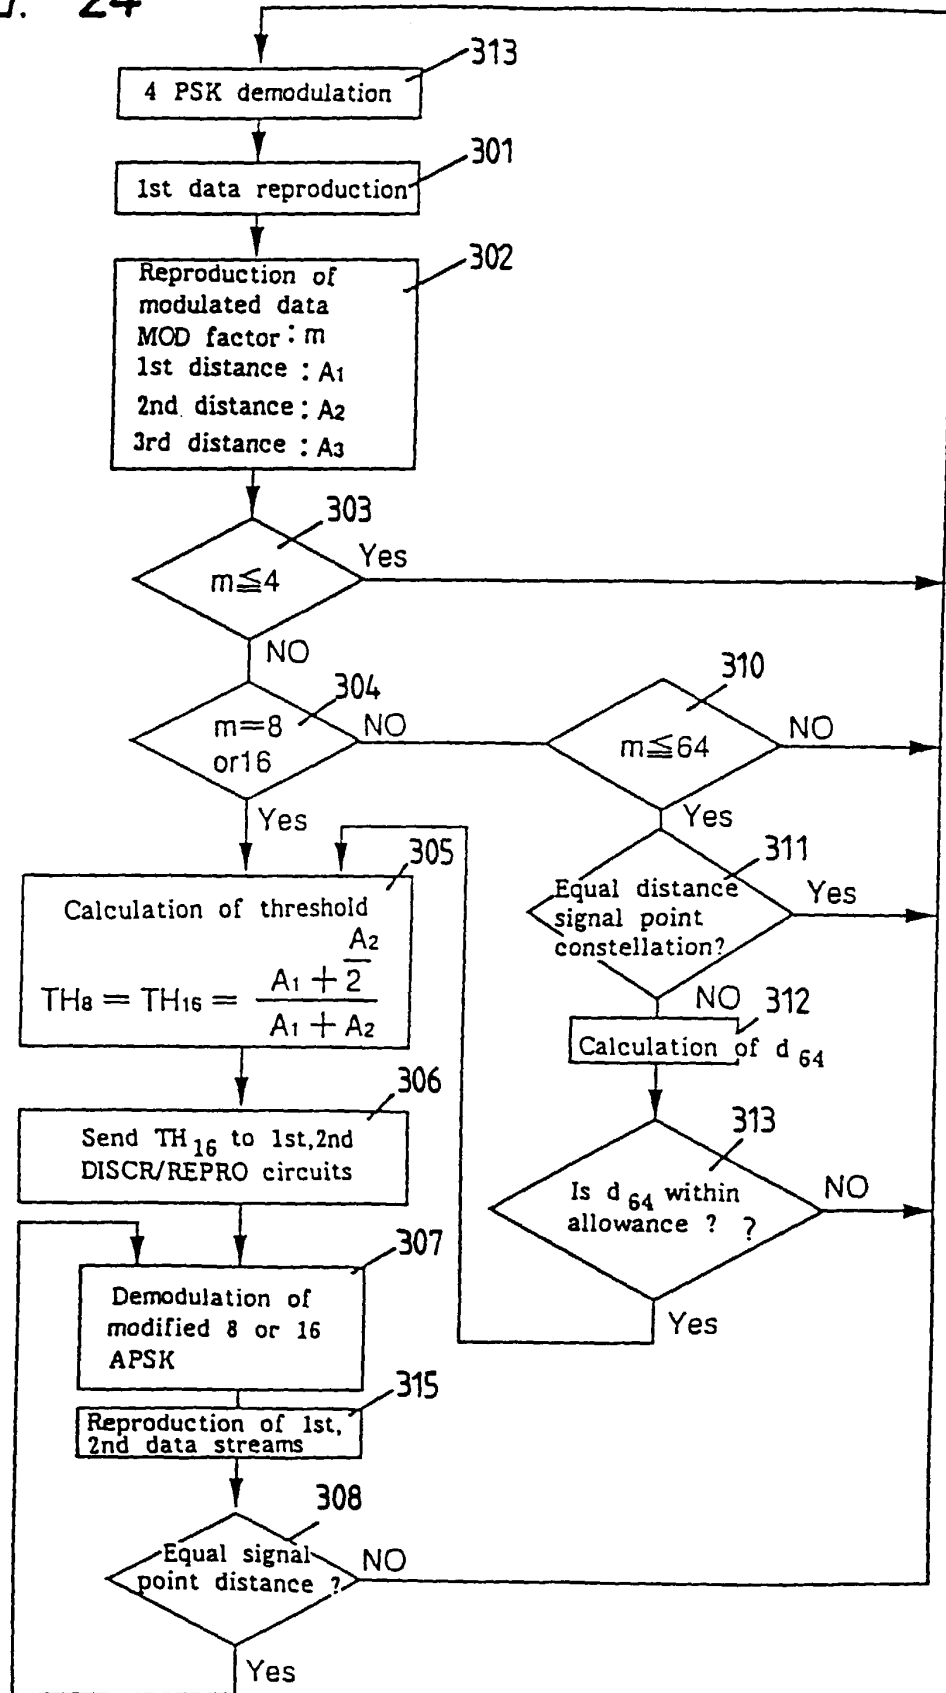 24
313
4 PSK demodulation
301
1st data reproduction
302
Reproduction of
modulated data
MOD factor : m
1st distance : A1
2nd distance : A2
3rd distance : A3
303
m≦4
Yes
NO
304
m=8
or16
NO
Yes
310
m≦64
NO
Yes
311
Equal distance
signal point
constellation?
Yes
NO
312
Calculation of d64
313
Is d64 within
allowance ? ?
NO
Yes
305
Calculation of threshold
TH8 = TH16 = (A1 + A2/2) / (A1 + A2)
306
Send TH16 to 1st,2nd
DISCR/REPRO circuits
307
Demodulation of
modified 8 or 16
APSK
315
Reproduction of 1st,
2nd data streams
308
Equal signal
point distance ?
NO
Yes